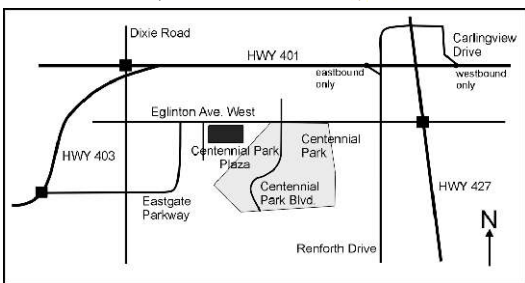 Dixie Road
Carlingview
Drive
HWY 401
eastbound
only
westbound
only
Eglinton Ave. West
Centennial Park
Plaza
Centennial
Park
HWY 403
Centennial
Park Blvd.
HWY 427
Eastgate
Parkway
Renforth Drive
N